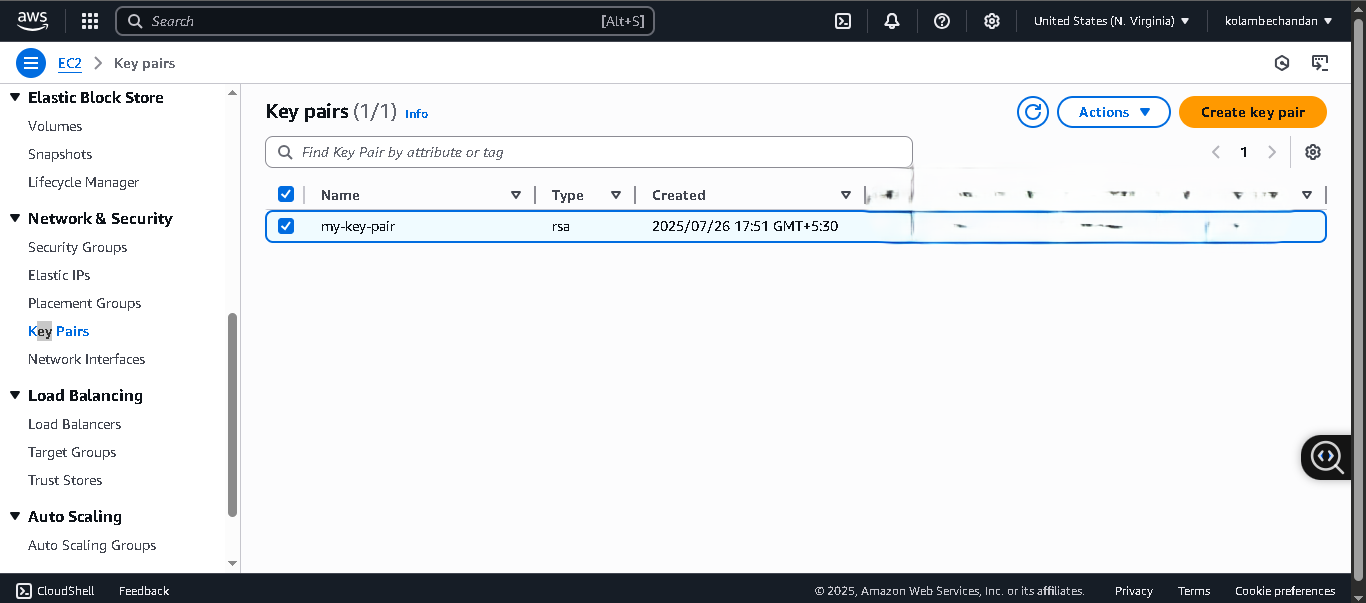 aws Search [Alt+S] United States (N. Virginia) kolambechandan
EC2 Key pairs
Elastic Block Store
Volumes
Snapshots
Lifecycle Manager
Network & Security
Security Groups
Elastic IPs
Placement Groups
Key Pairs
Network Interfaces
Load Balancing
Load Balancers
Target Groups
Trust Stores
Auto Scaling
Auto Scaling Groups
Key pairs (1/1) Info
Actions Create key pair
Find Key Pair by attribute or tag
1
Name Type Created
my-key-pair rsa 2025/07/26 17:51 GMT+5:30
CloudShell Feedback © 2025, Amazon Web Services, Inc. or its affiliates. Privacy Terms Cookie preferences